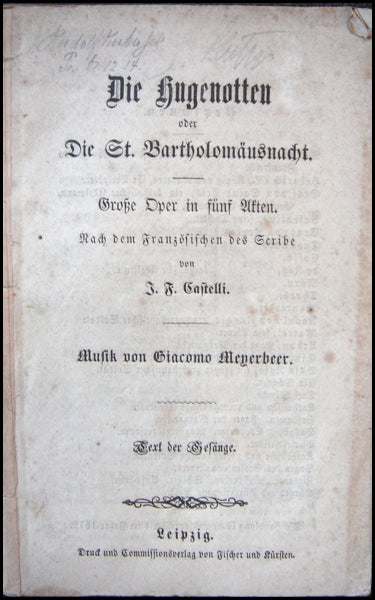 Die Hugenotten
oder
Die St. Bartholomäusnacht.
Große Oper in fünf Akten.
Nach dem Französischen des Scribe
von
J. F. Castelli.
Musik von Giacomo Meyerbeer.
Text der Gesänge.
Leipzig.
Druck und Commissionsverlag von Fischer und Kürsten.